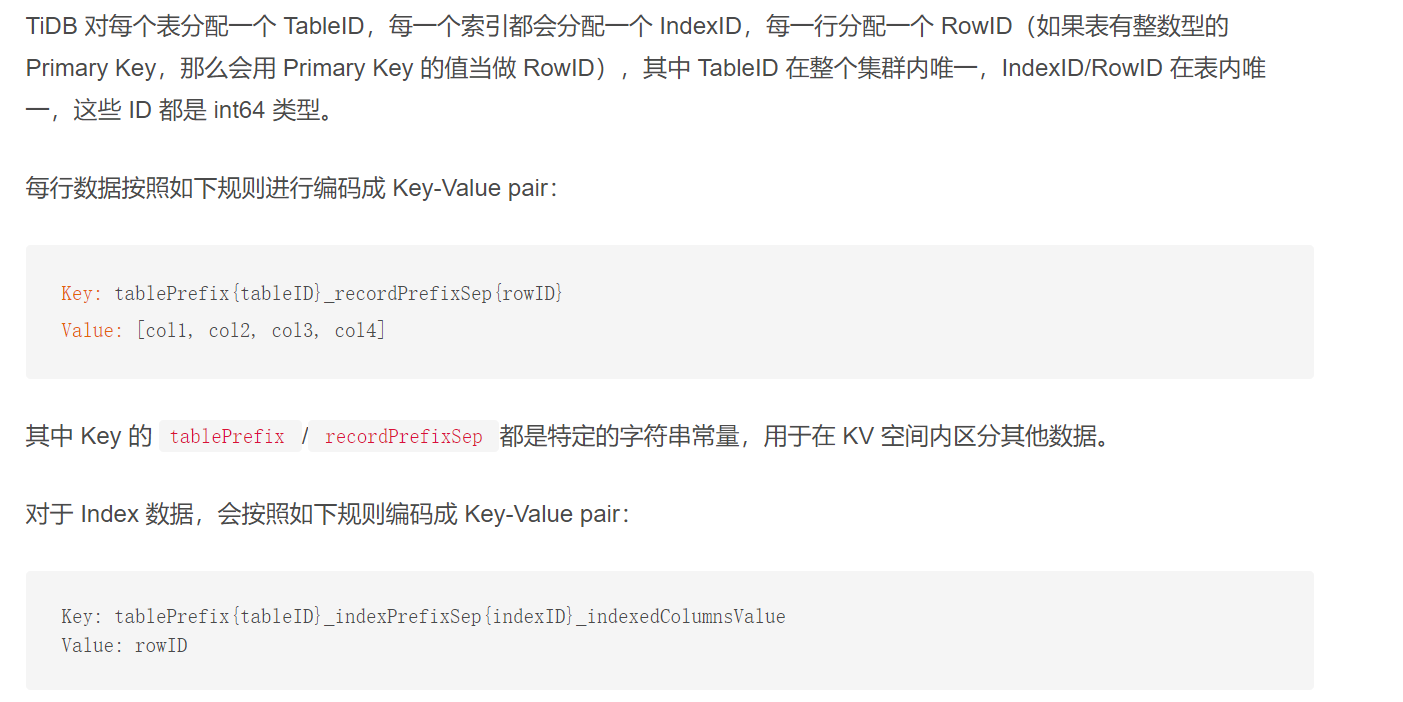 TiDB 对每个表分配一个 TableID，每一个索引都会分配一个 IndexID，每一行分配一个 RowID（如果表有整数型的
Primary Key，那么会用 Primary Key 的值当做 RowID），其中 TableID 在整个集群内唯一，IndexID/RowID 在表内唯
一，这些 ID 都是 int64 类型。
每行数据按照如下规则进行编码成 Key-Value pair：
Key: tablePrefix{tableID}_recordPrefixSep{rowID}
Value: [col1, col2, col3, col4]
其中 Key 的 tablePrefix / recordPrefixSep 都是特定的字符串常量，用于在 KV 空间内区分其他数据。
对于 Index 数据，会按照如下规则编码成 Key-Value pair：
Key: tablePrefix{tableID}_indexPrefixSep{indexID}_indexedColumnsValue
Value: rowID